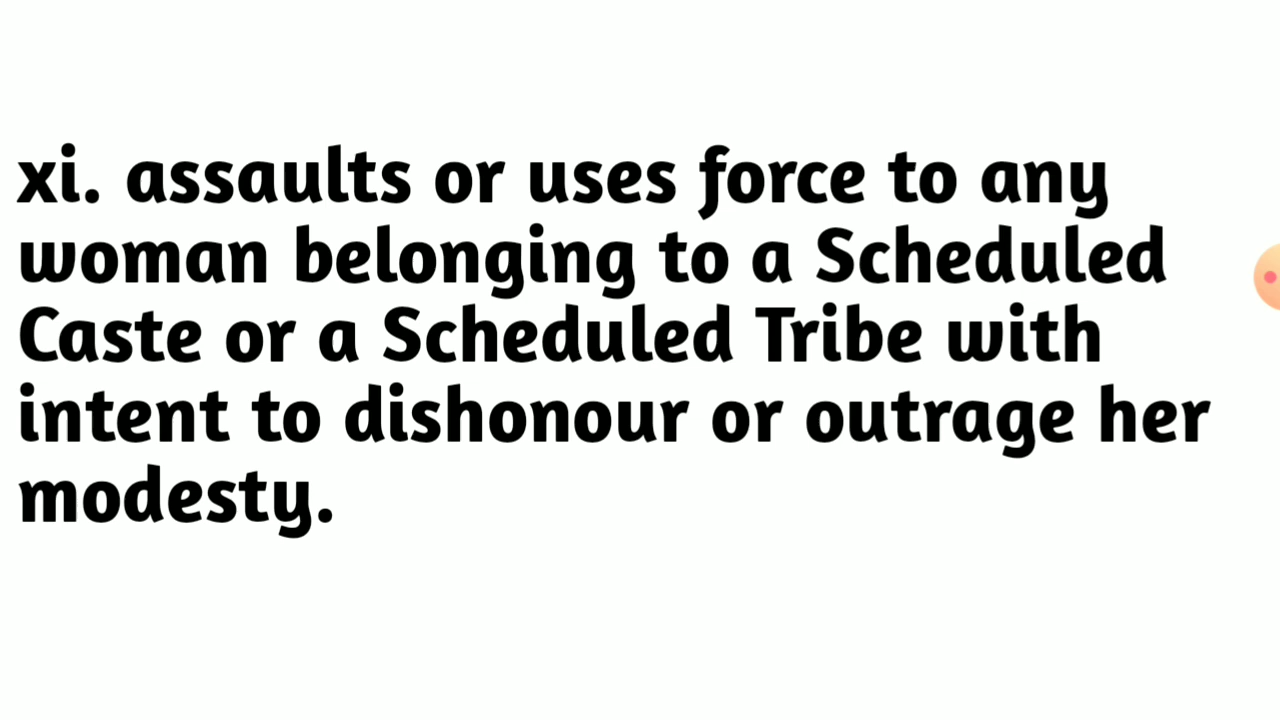 xi. assaults or uses force to any
woman belonging to a Scheduled
Caste or a Scheduled Tribe with
intent to dishonour or outrage her
modesty.